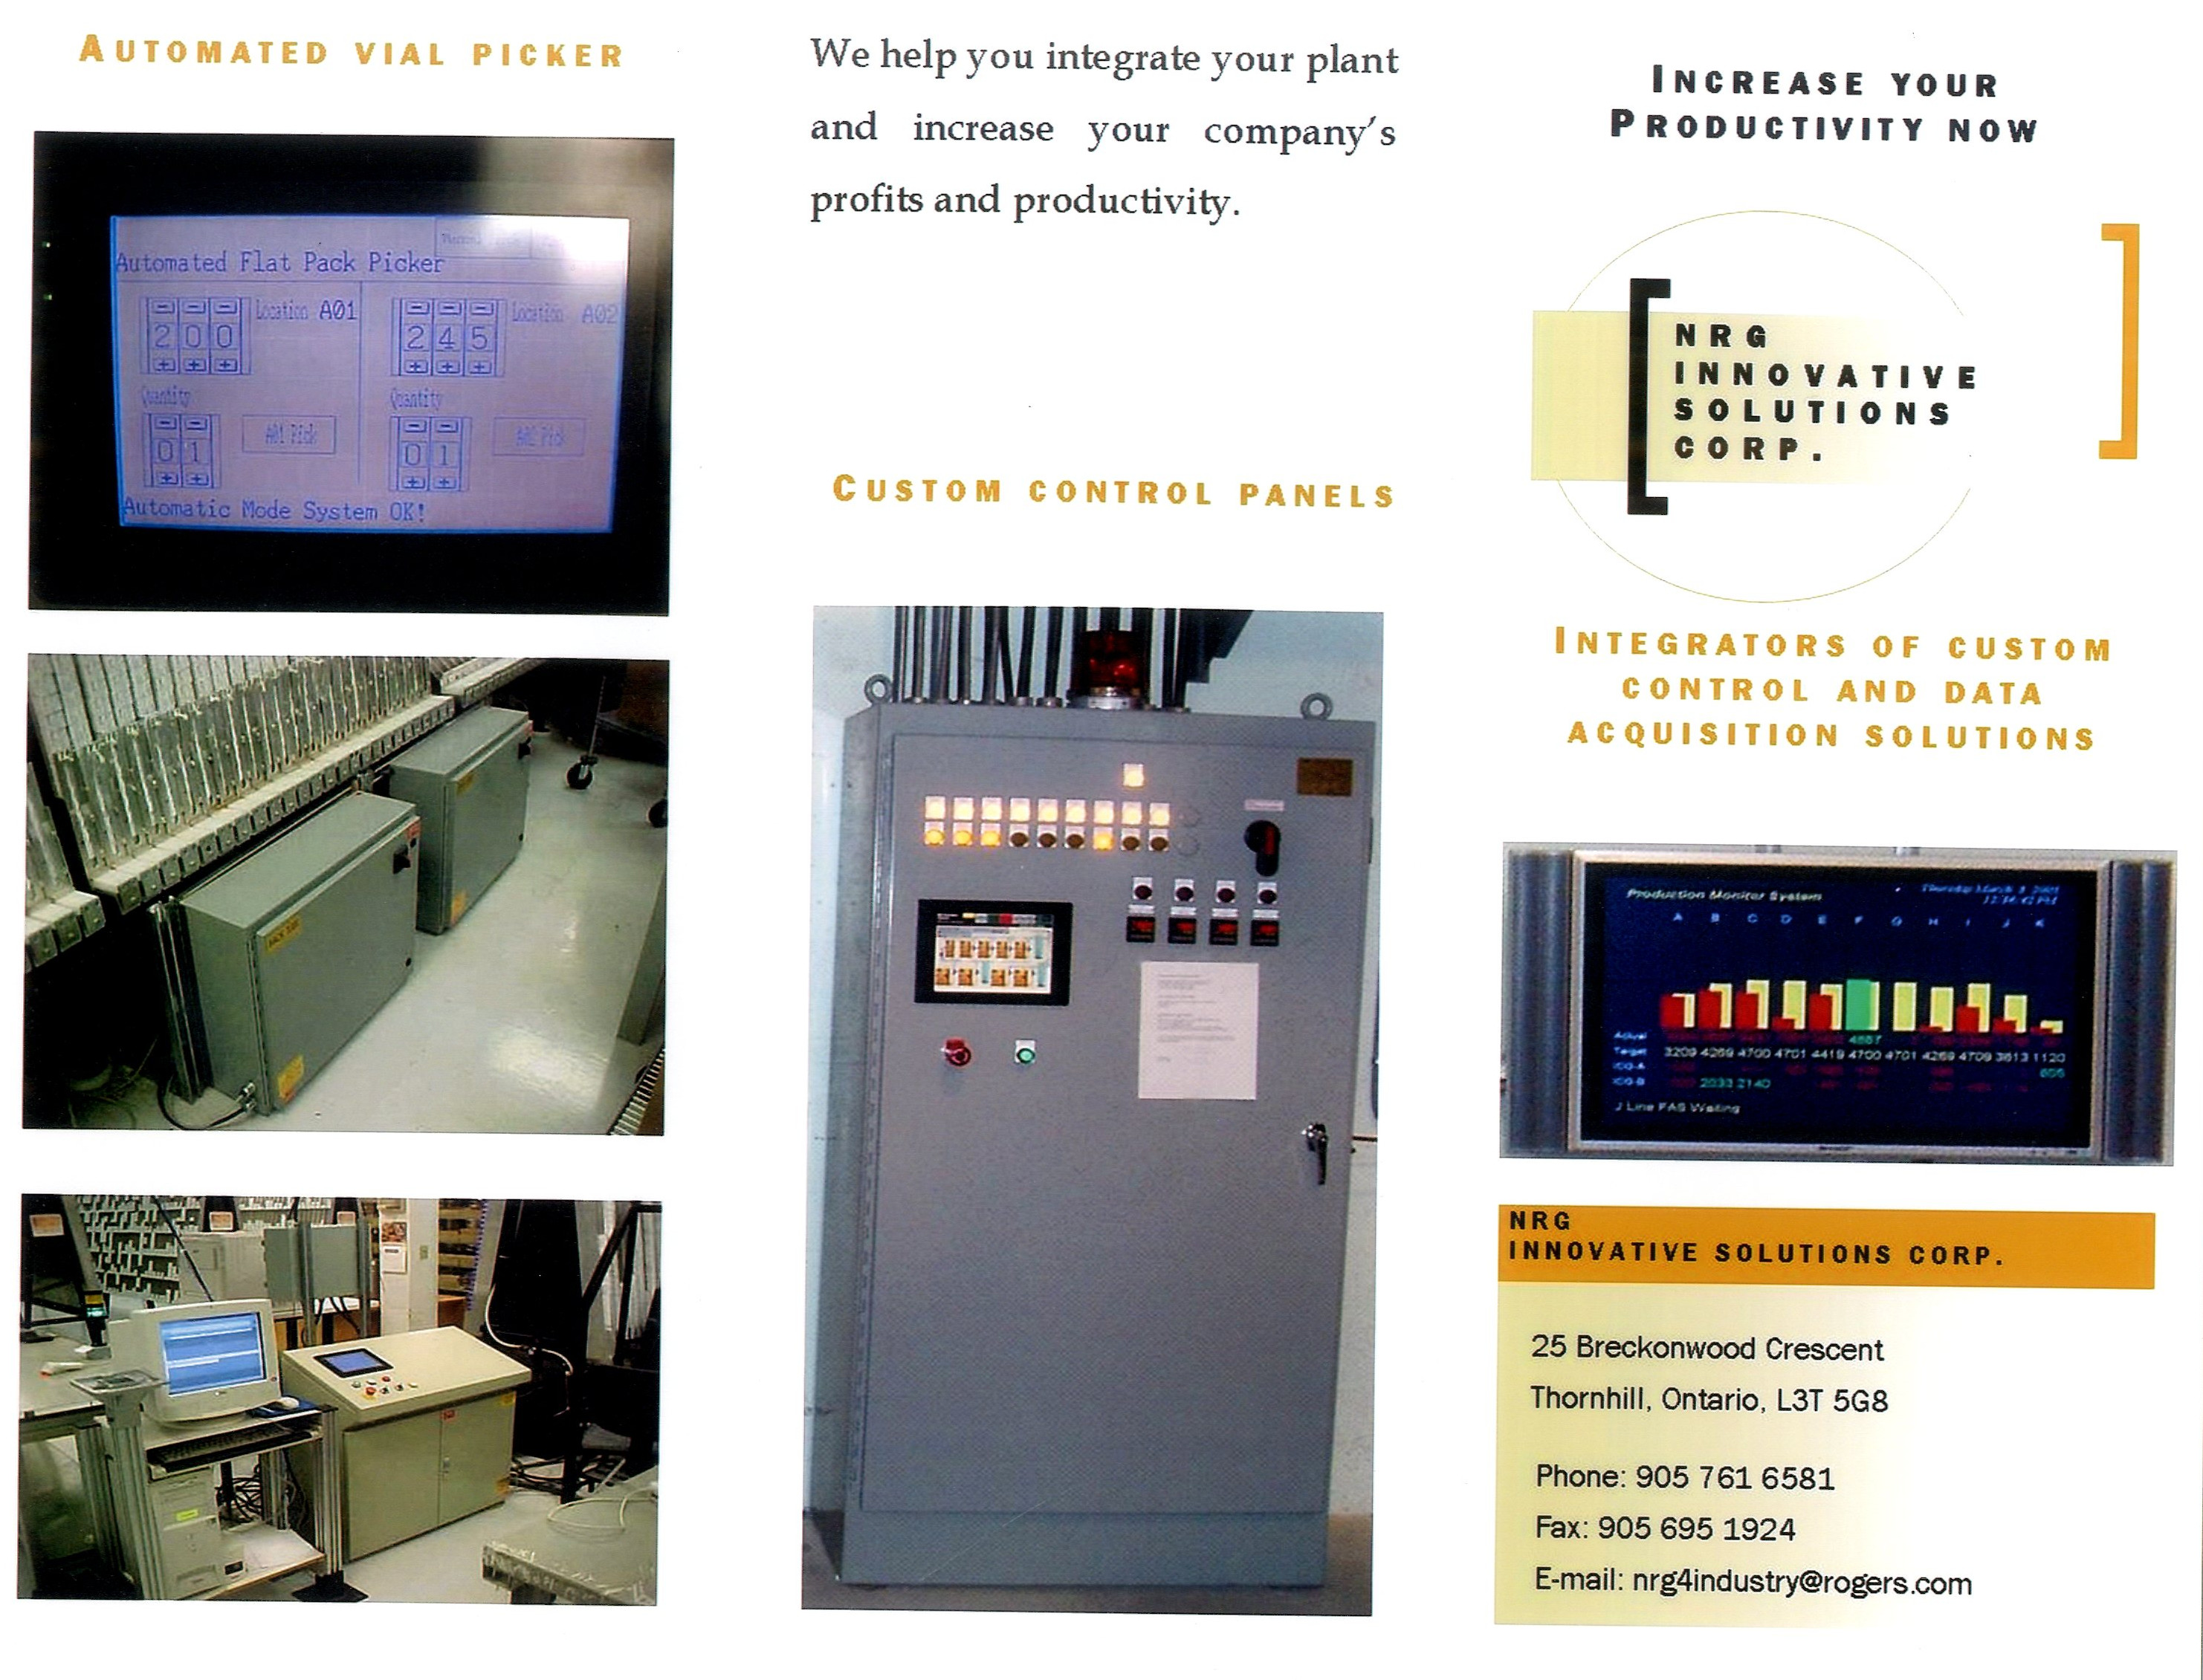 AUTOMATED VIAL PICKER
Automated Flat Pack Picker
Location A01
200
Quantity
01
A01 Pick
Location A02
245
Quantity
01
A02 Pick
Automatic Mode System OK!
We help you integrate your plant
and increase your company's
profits and productivity.
CUSTOM CONTROL PANELS
INCREASE YOUR
PRODUCTIVITY NOW
NRG
INNOVATIVE
SOLUTIONS
CORP.
INTEGRATORS OF CUSTOM
CONTROL AND DATA
ACQUISITION SOLUTIONS
Production Monitor System
Thursday March
A B C D E F G H I J K
Actual 4687
Target 3209 4269 4700 4701 4419 4700 4701 4269 4709 3613 1120
605
2033 2140
J Line FAS Waiting
NRG
INNOVATIVE SOLUTIONS CORP.
25 Breckonwood Crescent
Thornhill, Ontario, L3T 5G8
Phone: 905 761 6581
Fax: 905 695 1924
E-mail: nrg4industry@rogers.com